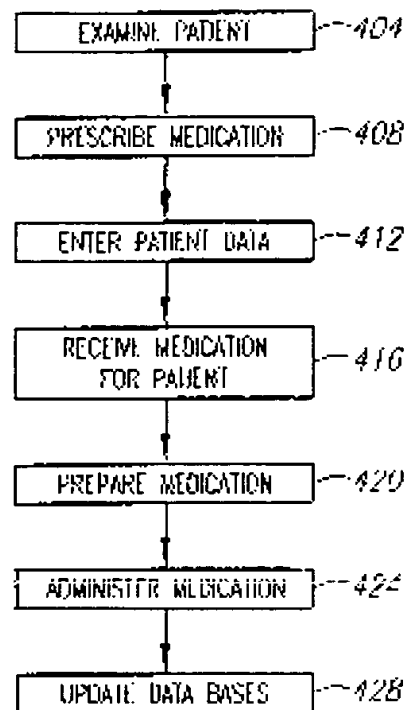 EXAMINE PATIENT 404
PRESCRIBE MEDICATION 408
ENTER PATIENT DATA 412
RECEIVE MEDICATION 416
FOR PATIENT
PREPARE MEDICATION 420
ADMINISTER MEDICATION 424
UPDATE DATA BASES 428